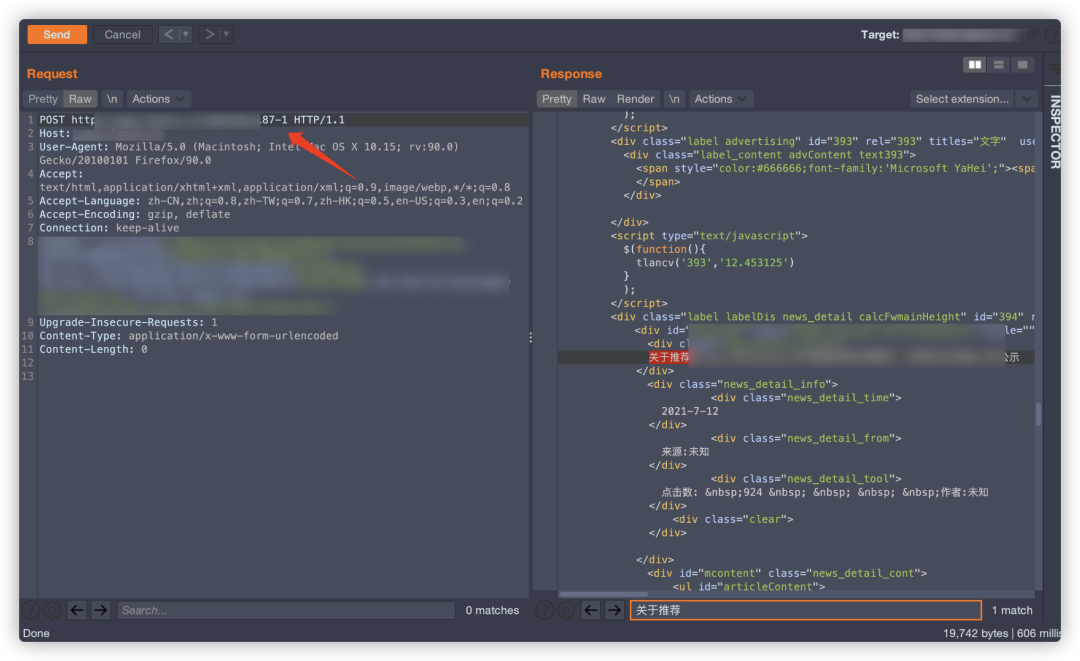 Send
Cancel
Target:
Request
Pretty Raw \n Actions
1 POST http .87-1 HTTP/1.1
2 Host:
3 User-Agent: Mozilla/5.0 (Macintosh; Intel Mac OS X 10.15; rv:90.0)
Gecko/20100101 Firefox/90.0
4 Accept:
text/html,application/xhtml+xml,application/xml;q=0.9,image/webp,*/*;q=0.8
5 Accept-Language: zh-CN,zh;q=0.8,zh-TW;q=0.7,zh-HK;q=0.5,en-US;q=0.3,en;q=0.2
6 Accept-Encoding: gzip, deflate
7 Connection: keep-alive
8
9 Upgrade-Insecure-Requests: 1
10 Content-Type: application/x-www-form-urlencoded
11 Content-Length: 0
12
13
Search...
0 matches
Done
Response
Pretty Raw Render \n Actions
Select extension...
INSPECTOR
);
</script>
<div class="label advertising" id="393" rel="393" titles="文字" use
<div class="label_content advContent text393">
<span style="color:#666666;font-family:'Microsoft YaHei';"><spa
</span>
</div>
</div>
<script type="text/javascript">
$(function(){
tlancv('393','12.453125')
}
);
</script>
<div class="label labelDis news_detail calcFwmainHeight" id="394"
<div id= le=""
<div cl
关于推荐 公示
</div>
<div class="news_detail_info">
<div class="news_detail_time">
2021-7-12
</div>
<div class="news_detail_from">
来源:未知
</div>
<div class="news_detail_tool">
点击数: &nbsp;924 &nbsp; &nbsp; &nbsp; &nbsp;作者:未知
</div>
<div class="clear">
</div>
</div>
<div id="mcontent" class="news_detail_cont">
<ul id="articleContent">
关于推荐
1 match
19,742 bytes | 606 millis